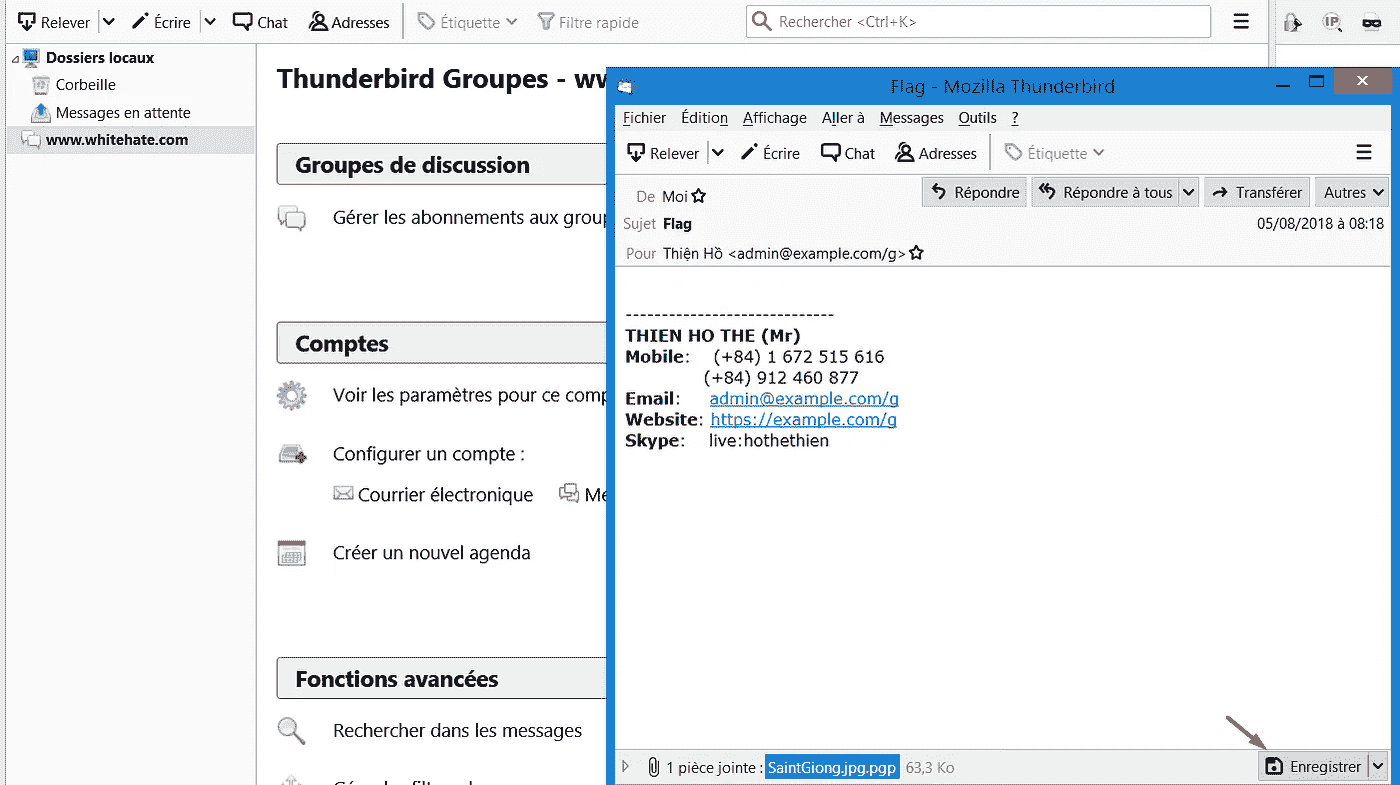 Relever Écrire Chat Adresses Étiquette Filtre rapide Rechercher <Ctrl+K> IP
Dossiers locaux
Corbeille
Messages en attente
www.whitehate.com
Thunderbird Groupes - ww
Groupes de discussion
Gérer les abonnements aux group
Comptes
Voir les paramètres pour ce comp
Configurer un compte :
Courrier électronique Me
Créer un nouvel agenda
Fonctions avancées
Rechercher dans les messages
Flag - Mozilla Thunderbird
Fichier Édition Affichage Aller à Messages Outils ?
Relever Écrire Chat Adresses Étiquette
De Moi Répondre Répondre à tous Transférer Autres
Sujet Flag 05/08/2018 à 08:18
Pour Thiện Hồ <admin@example.com/g>
-----------------------------
THIEN HO THE (Mr)
Mobile: (+84) 1 672 515 616
(+84) 912 460 877
Email: admin@example.com/g
Website: https://example.com/g
Skype: live:hothethien
1 pièce jointe : SaintGiong.jpg.pgp 63,3 Ko Enregistrer